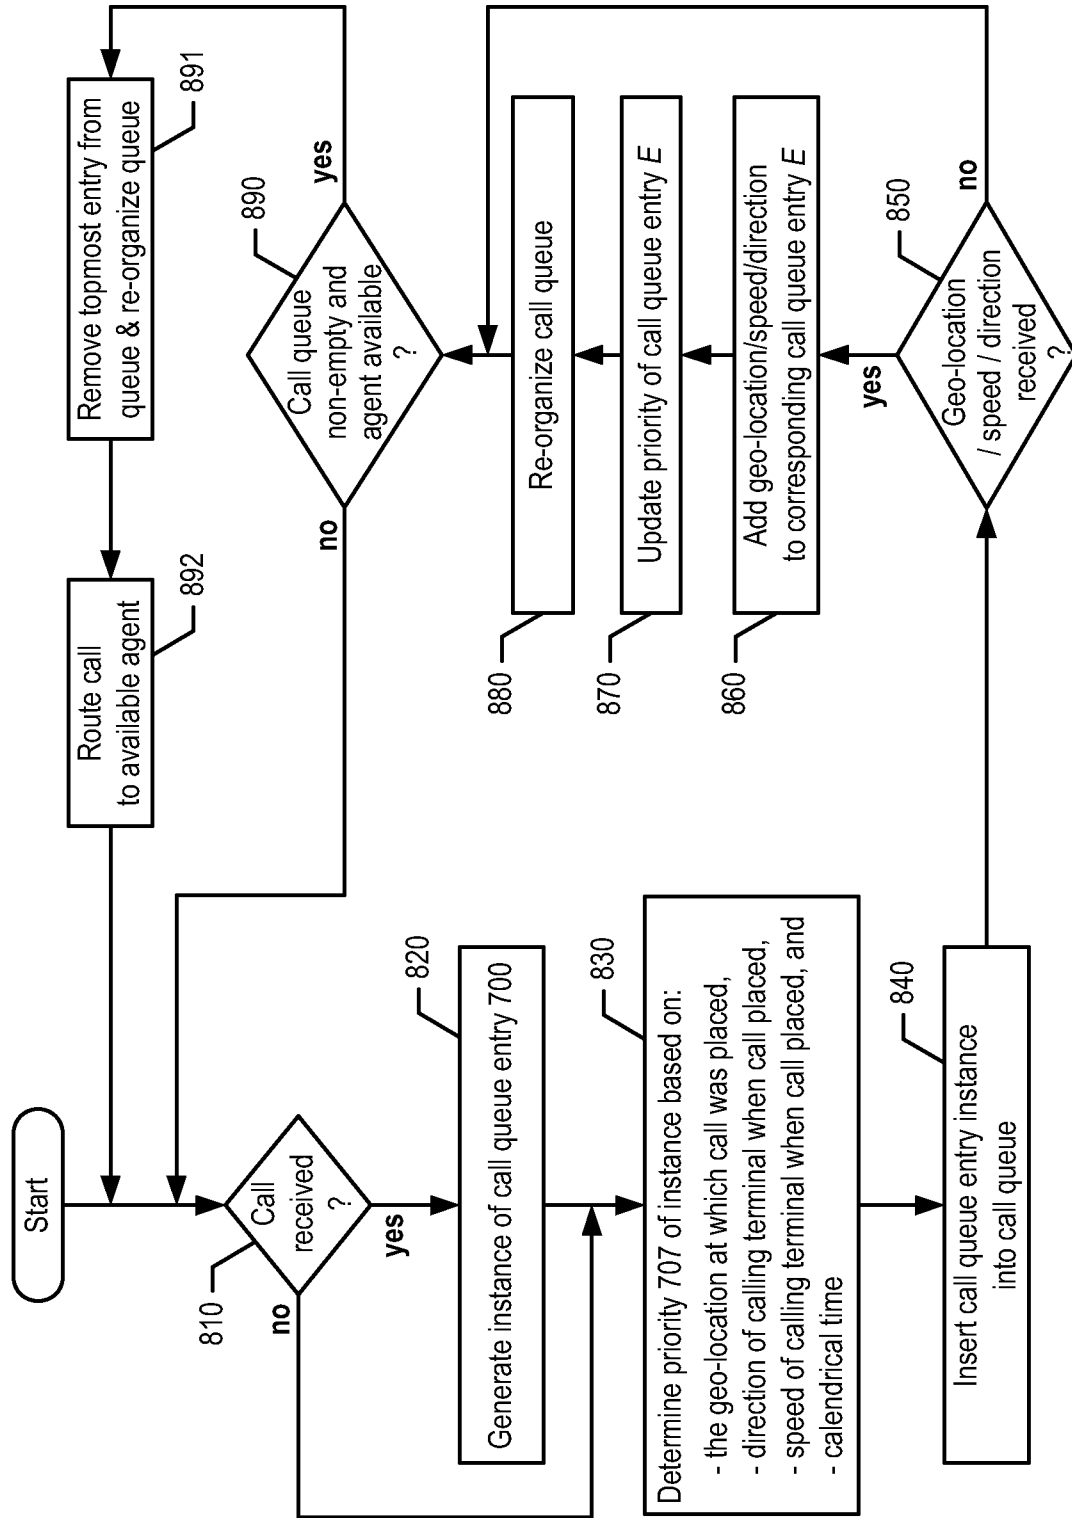 Start
810
Call
received
?
no
yes
820
Generate instance of call queue entry 700
830
Determine priority 707 of instance based on:
- the geo-location at which call was placed,
- direction of calling terminal when call placed,
- speed of calling terminal when call placed, and
- calendrical time
840
Insert call queue entry instance
into call queue
850
Geo-location
/ speed / direction
received
?
no
yes
860
Add geo-location/speed/direction
to corresponding call queue entry E
870
Update priority of call queue entry E
880
Re-organize call queue
890
Call queue
non-empty and
agent available
?
no
yes
891
Remove topmost entry from
queue & re-organize queue
892
Route call
to available agent